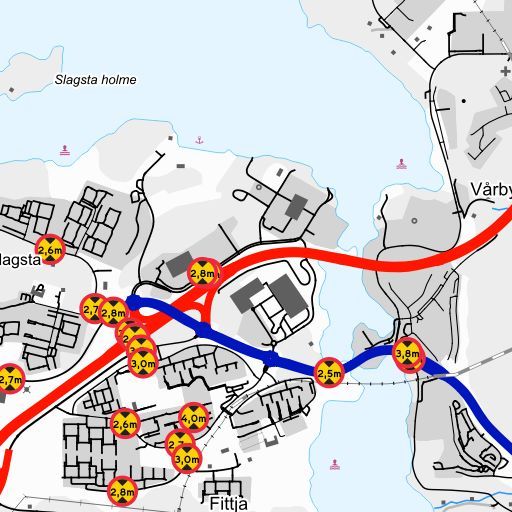 Slagsta holme
Vårby
2,6m
lagsta
2,8m
2,7
2,8m
3,0m
2,5m
3,8m
2,7m
2,6m
4,0m
3,0m
2,8m
Fittja